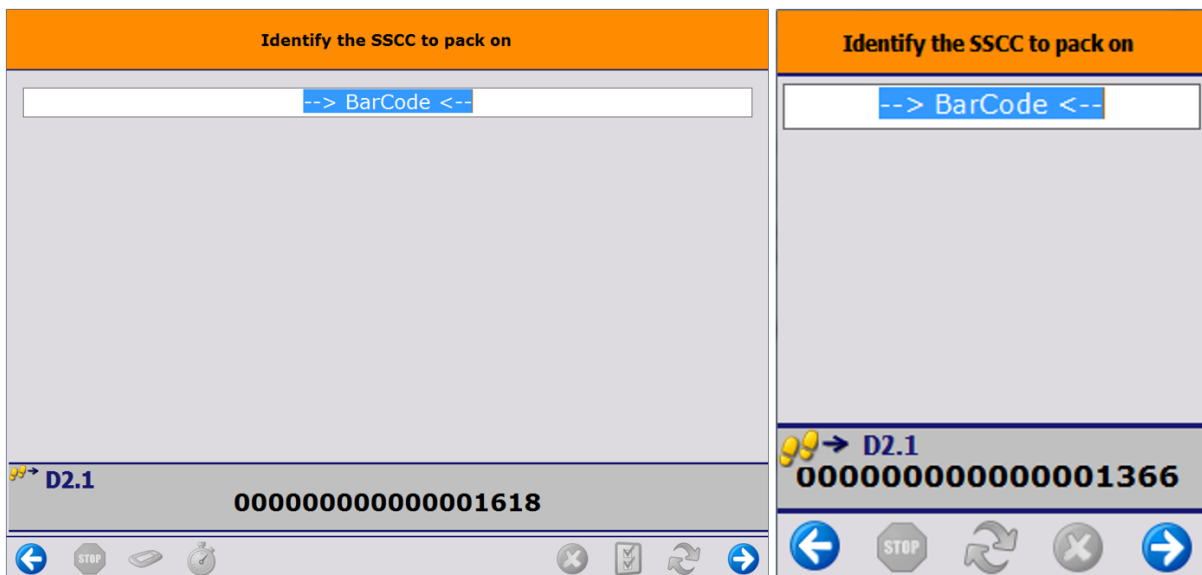 Identify the SSCC to pack on
--> BarCode <--
D2.1
000000000000001618
STOP
Identify the SSCC to pack on
--> BarCode <--
D2.1
000000000000001366
STOP